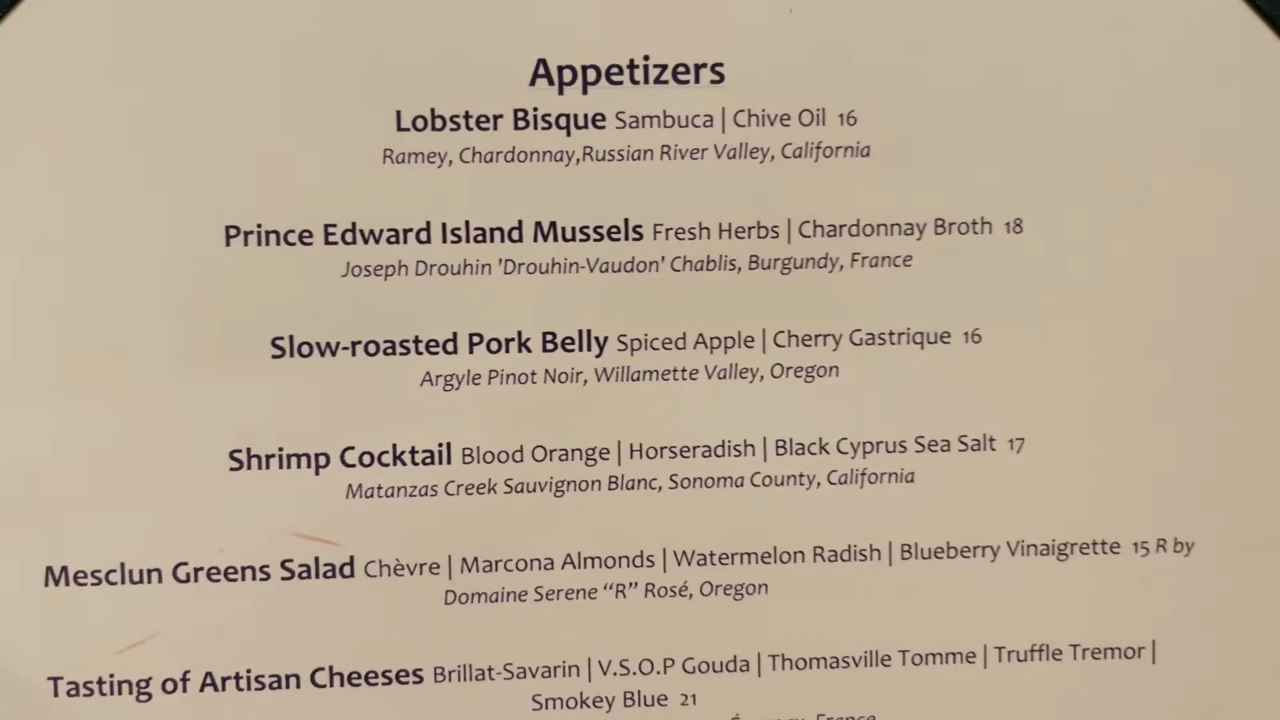 Appetizers
Lobster Bisque Sambuca | Chive Oil 16
Ramey, Chardonnay,Russian River Valley, California
Prince Edward Island Mussels Fresh Herbs | Chardonnay Broth 18
Joseph Drouhin 'Drouhin-Vaudon' Chablis, Burgundy, France
Slow-roasted Pork Belly Spiced Apple | Cherry Gastrique 16
Argyle Pinot Noir, Willamette Valley, Oregon
Shrimp Cocktail Blood Orange | Horseradish | Black Cyprus Sea Salt 17
Matanzas Creek Sauvignon Blanc, Sonoma County, California
Mesclun Greens Salad Chèvre | Marcona Almonds | Watermelon Radish | Blueberry Vinaigrette 15 R by
Domaine Serene “R” Rosé, Oregon
Tasting of Artisan Cheeses Brillat-Savarin | V.S.O.P Gouda | Thomasville Tomme | Truffle Tremor |
Smokey Blue 21
France